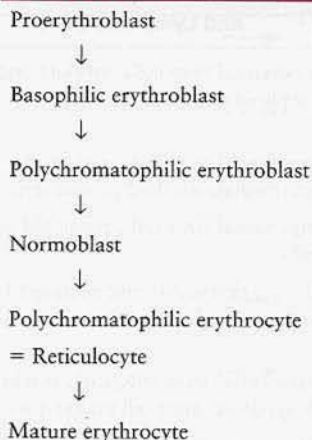 Proerythroblast
↓
Basophilic erythroblast
↓
Polychromatophilic erythroblast
↓
Normoblast
↓
Polychromatophilic erythrocyte
= Reticulocyte
↓
Mature erythrocyte